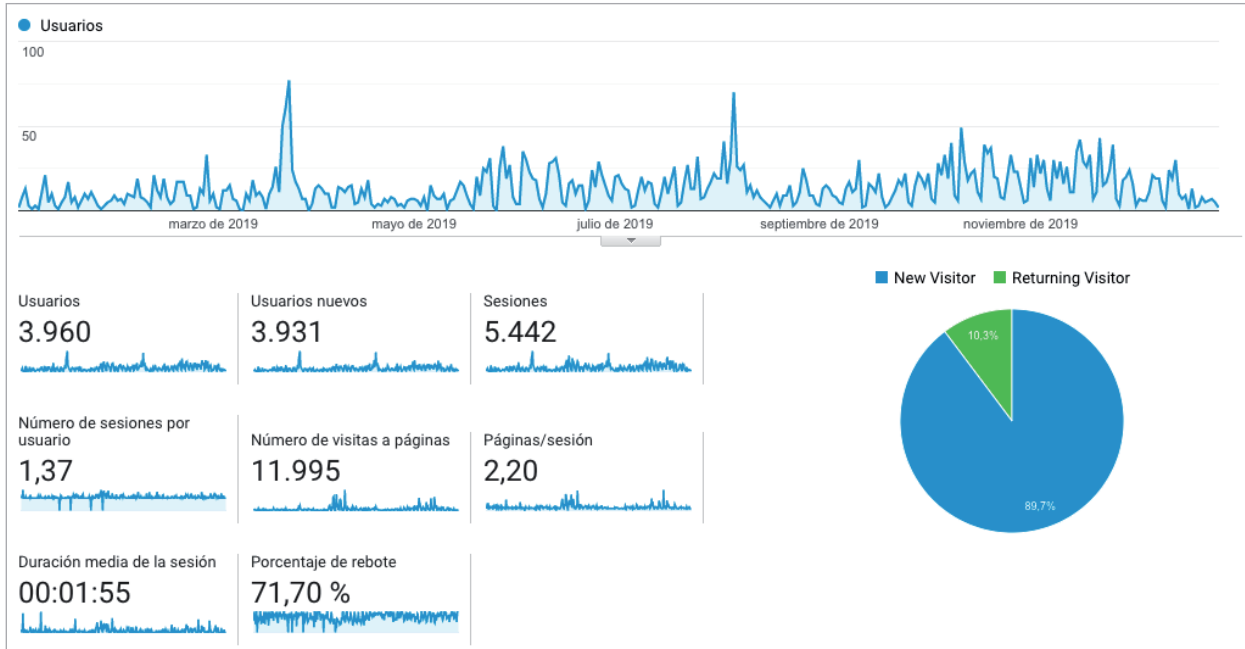 Usuarios
100
50
marzo de 2019
mayo de 2019
julio de 2019
septiembre de 2019
noviembre de 2019
New Visitor
Returning Visitor
Usuarios
3.960
Usuarios nuevos
3.931
Sesiones
5.442
Número de sesiones por
usuario
1,37
Número de visitas a páginas
11.995
Páginas/sesión
2,20
10,3%
89,7%
Duración media de la sesión
00:01:55
Porcentaje de rebote
71,70 %